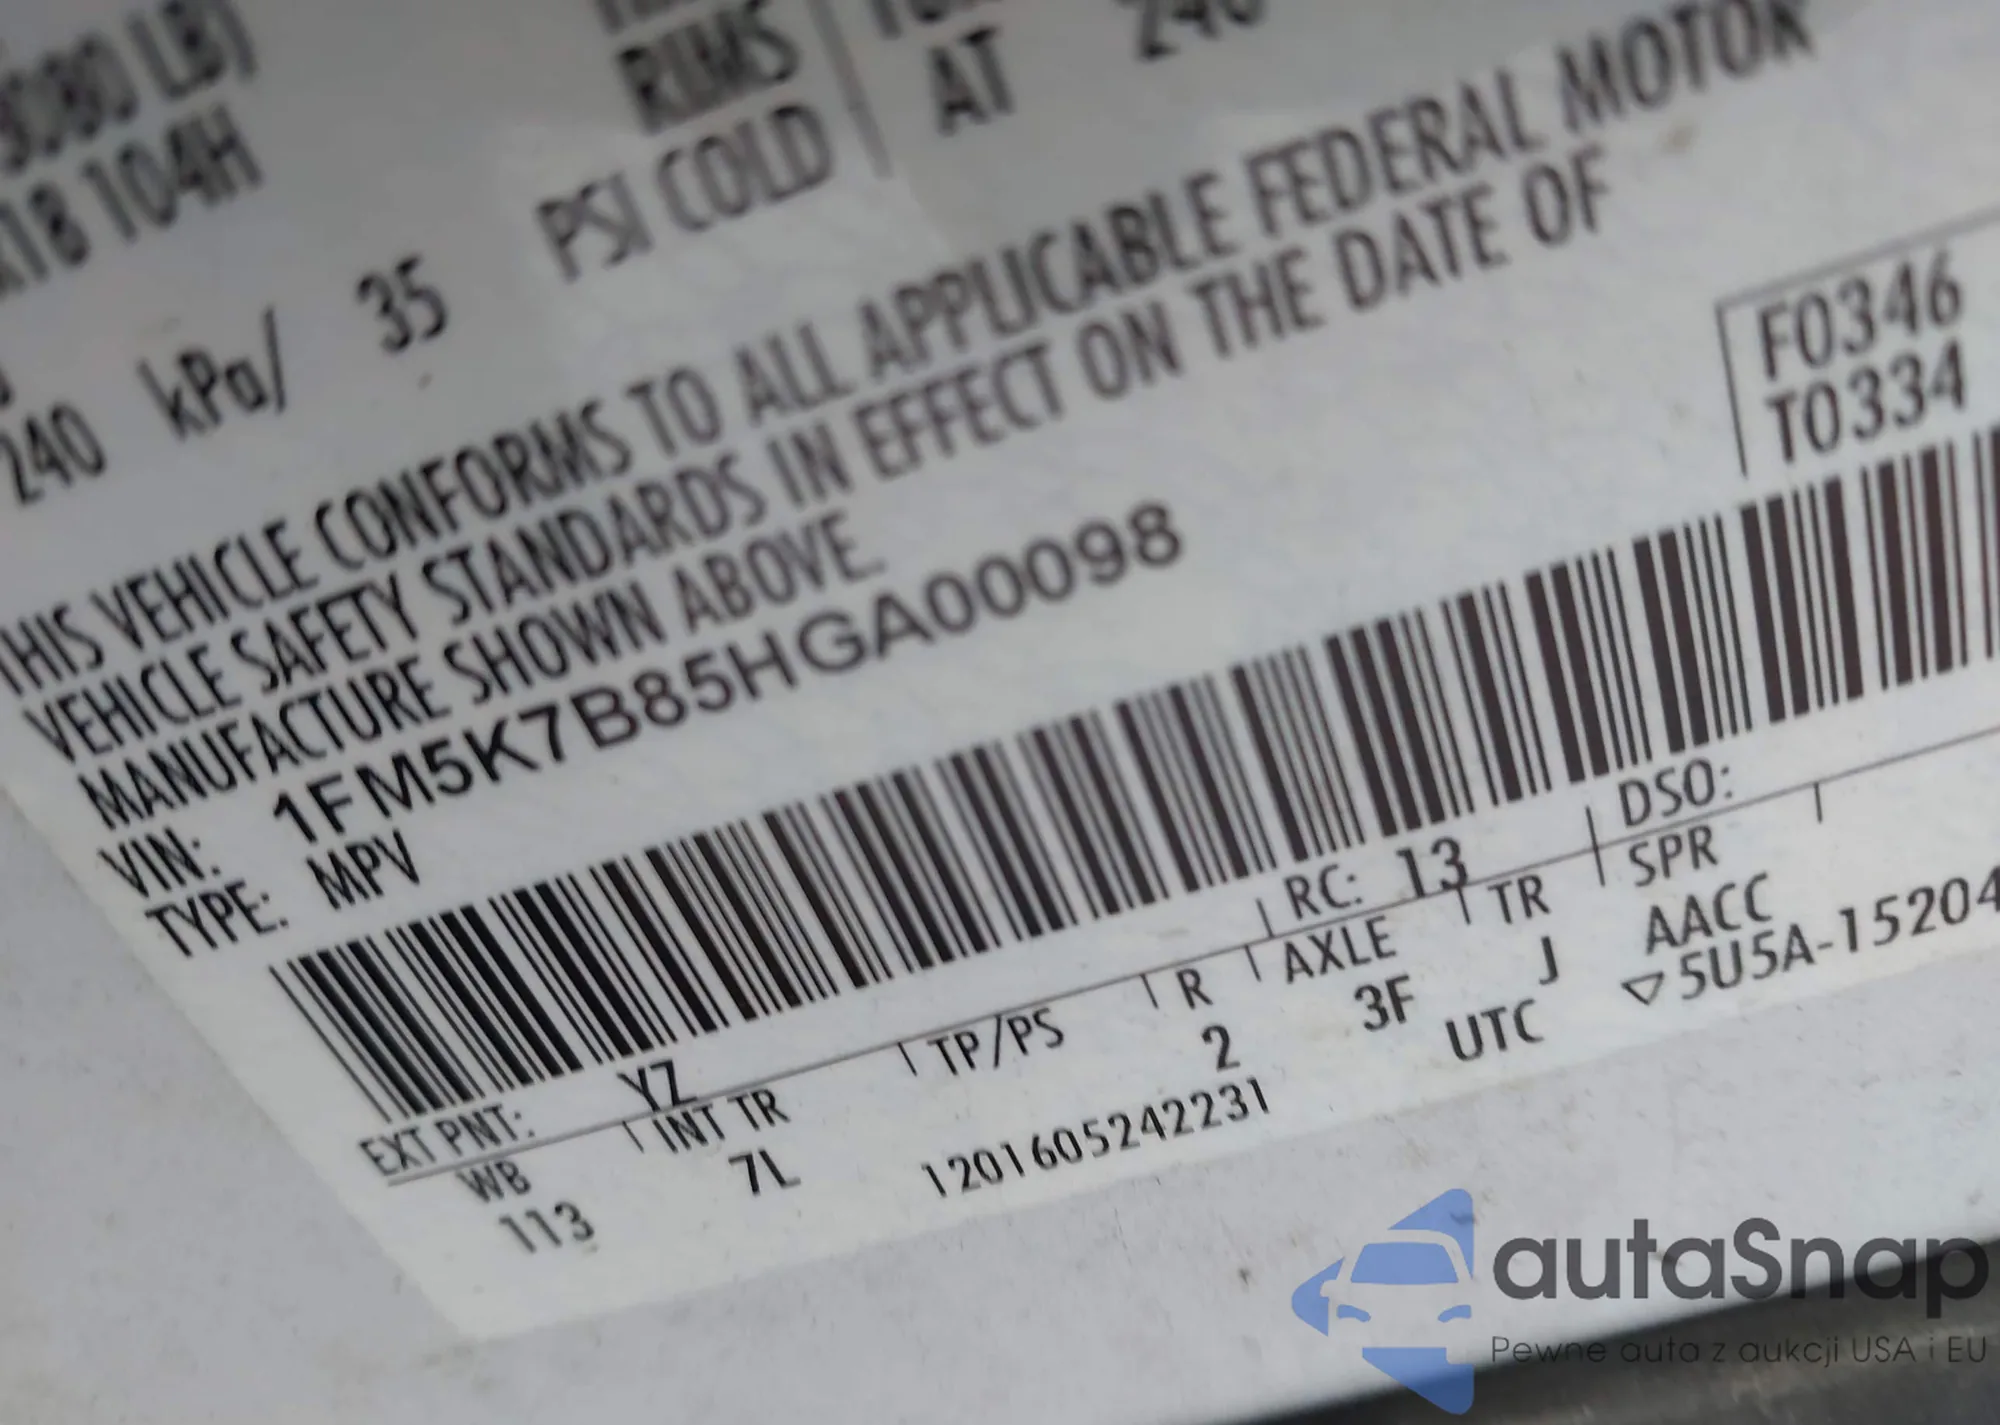 RIMS
AT 240
18 104H
PSI COLD
240 kPa/ 35
THIS VEHICLE CONFORMS TO ALL APPLICABLE FEDERAL MOTOR
VEHICLE SAFETY STANDARDS IN EFFECT ON THE DATE OF
MANUFACTURE SHOWN ABOVE.
F0346
T0334
VIN: 1FM5K7B85HGA00098
TYPE: MPV
EXT PNT: YZ RC: 13 DSO:
WB INT TR TP/PS R AXLE TR SPR
113 7L 2 3F J AACC
1201605242231 UTC ▽5U5A-15204
autaSnap
Pewne auta z aukcji USA i EU